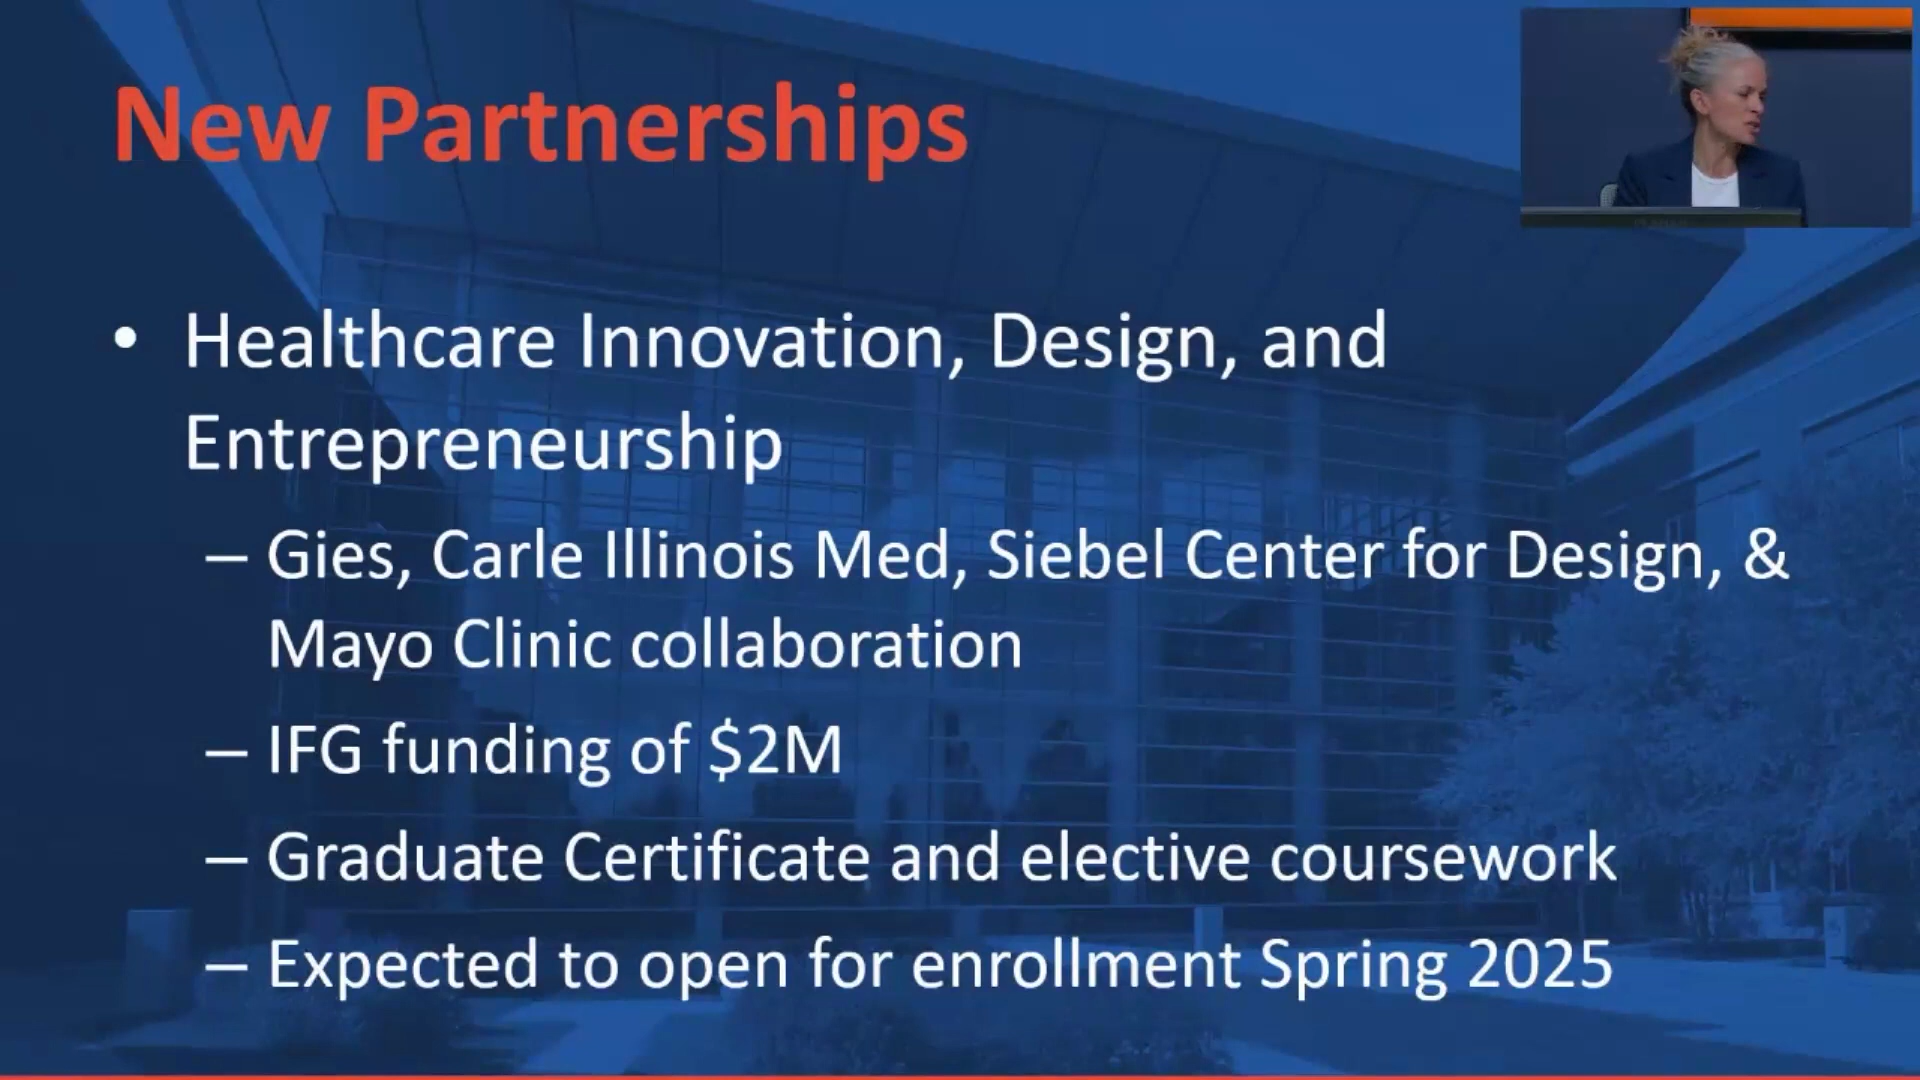 New Partnerships
• Healthcare Innovation, Design, and
Entrepreneurship
– Gies, Carle Illinois Med, Siebel Center for Design, &
Mayo Clinic collaboration
– IFG funding of $2M
– Graduate Certificate and elective coursework
– Expected to open for enrollment Spring 2025